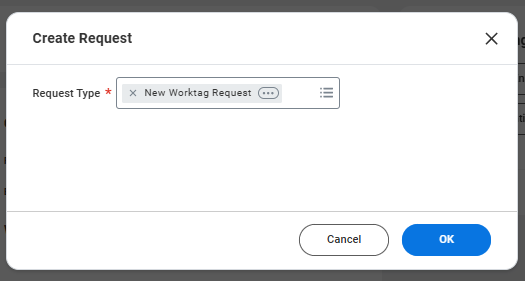 Create Request
Request Type * New Worktag Request
Cancel
OK